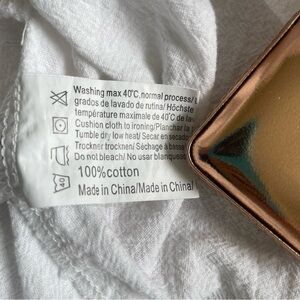 Washing max 40℃,normal process/
grados de lavado de rutina/ Höchste
température maximale de 40℃ de la
Cushion cloth to ironing/Planchar la
Tumble dry low heat/ Secar en secado
Trockner trocknen/ Séchage à basse
Do not bleach/ No usar blanquea
100%cotton
Made in China/Made in China/